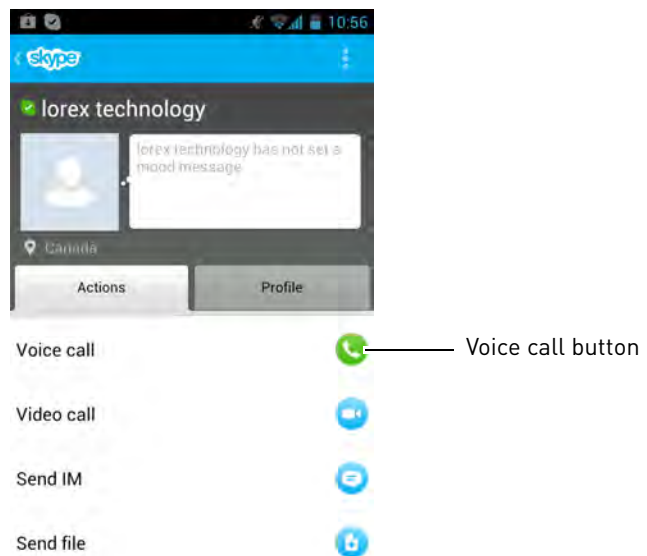 10:56
skype
lorex technology
lorex technology has not set a
mood message
Canada
Actions
Profile
Voice call
Voice call button
Video call
Send IM
Send file